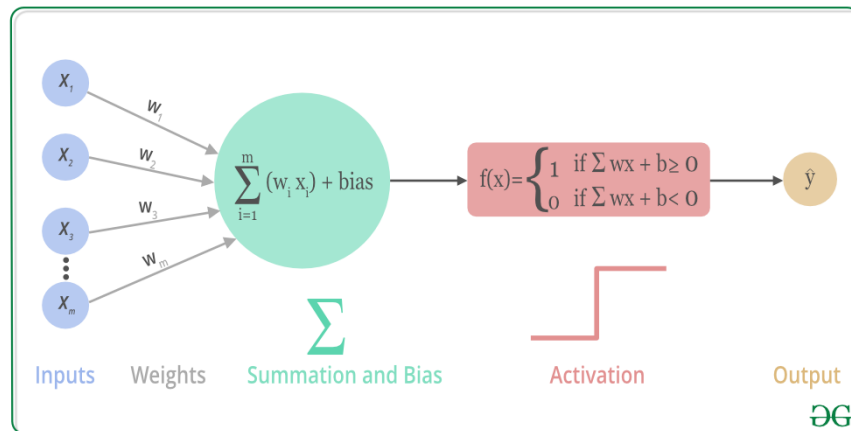 X₁
X₂
X₃
Xₘ
W₁
W₂
W₃
Wₘ
m
∑ (wᵢ xᵢ) + bias
i=1
f(x)= { 1 if Σ wx + b ≥ 0
0 if Σ wx + b < 0
ŷ
Σ
Inputs Weights Summation and Bias Activation Output